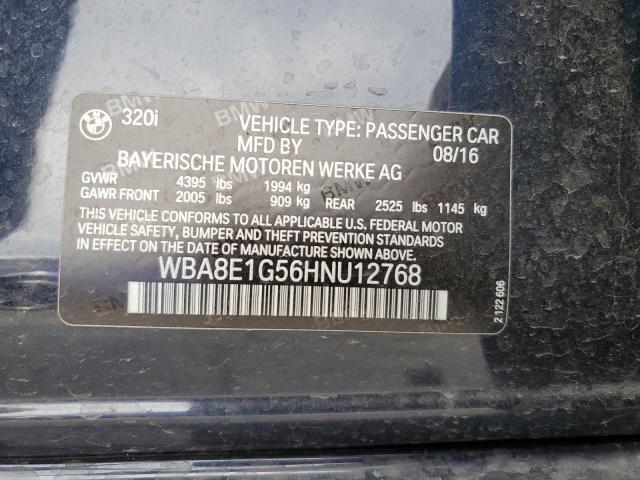 BMW 320i VEHICLE TYPE: PASSENGER CAR
MFD BY 08/16
BAYERISCHE MOTOREN WERKE AG
GVWR 4395 lbs 1994 kg
GAWR FRONT 2005 lbs 909 kg REAR 2525 lbs 1145 kg
THIS VEHICLE CONFORMS TO ALL APPLICABLE U.S. FEDERAL MOTOR
VEHICLE SAFETY, BUMPER AND THEFT PREVENTION STANDARDS
IN EFFECT ON THE DATE OF MANUFACTURE SHOWN ABOVE.
WBA8E1G56HNU12768
2 122 606